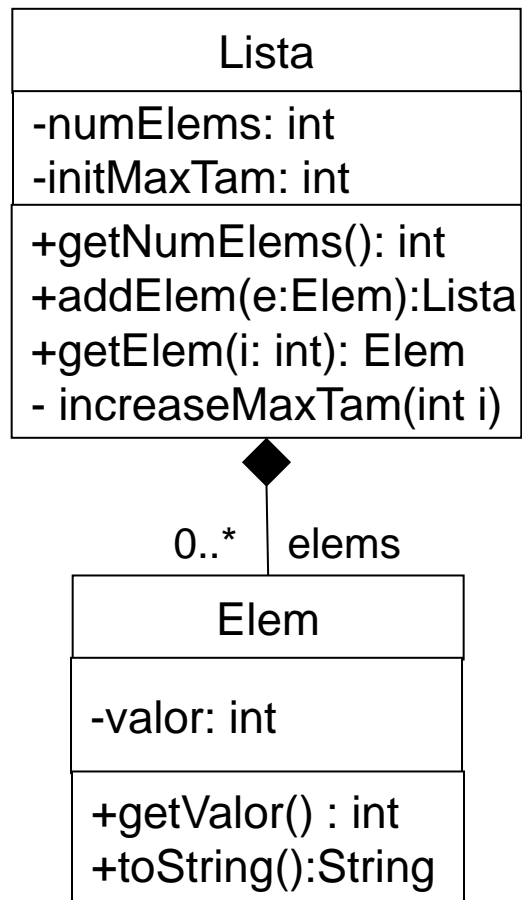 Lista
-numElems: int
-initMaxTam: int
+getNumElems(): int
+addElem(e:Elem):Lista
+getElem(i: int): Elem
- increaseMaxTam(int i)
0..* elems
Elem
-valor: int
+getValor() : int
+toString():String